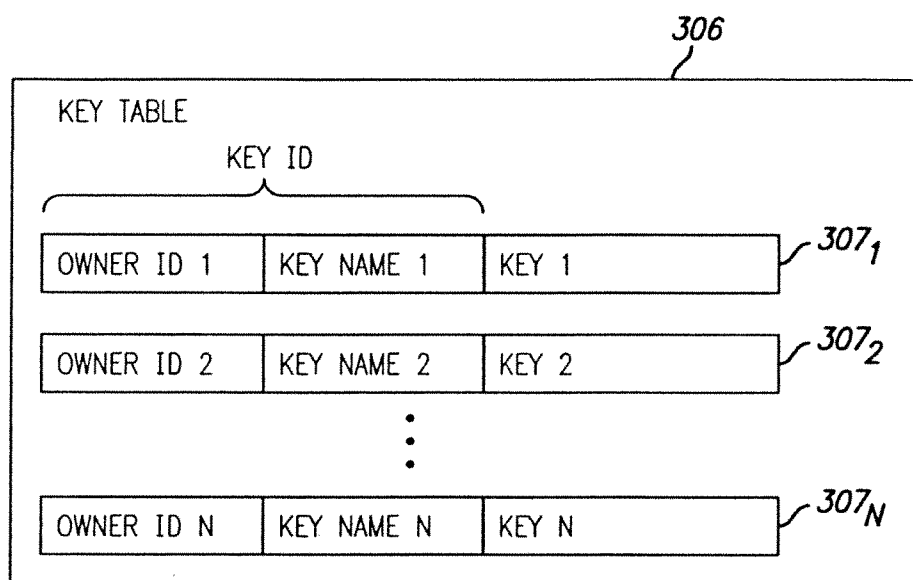 306
KEY TABLE
KEY ID
OWNER ID 1 KEY NAME 1 KEY 1 307₁
OWNER ID 2 KEY NAME 2 KEY 2 307₂
OWNER ID N KEY NAME N KEY N 307N